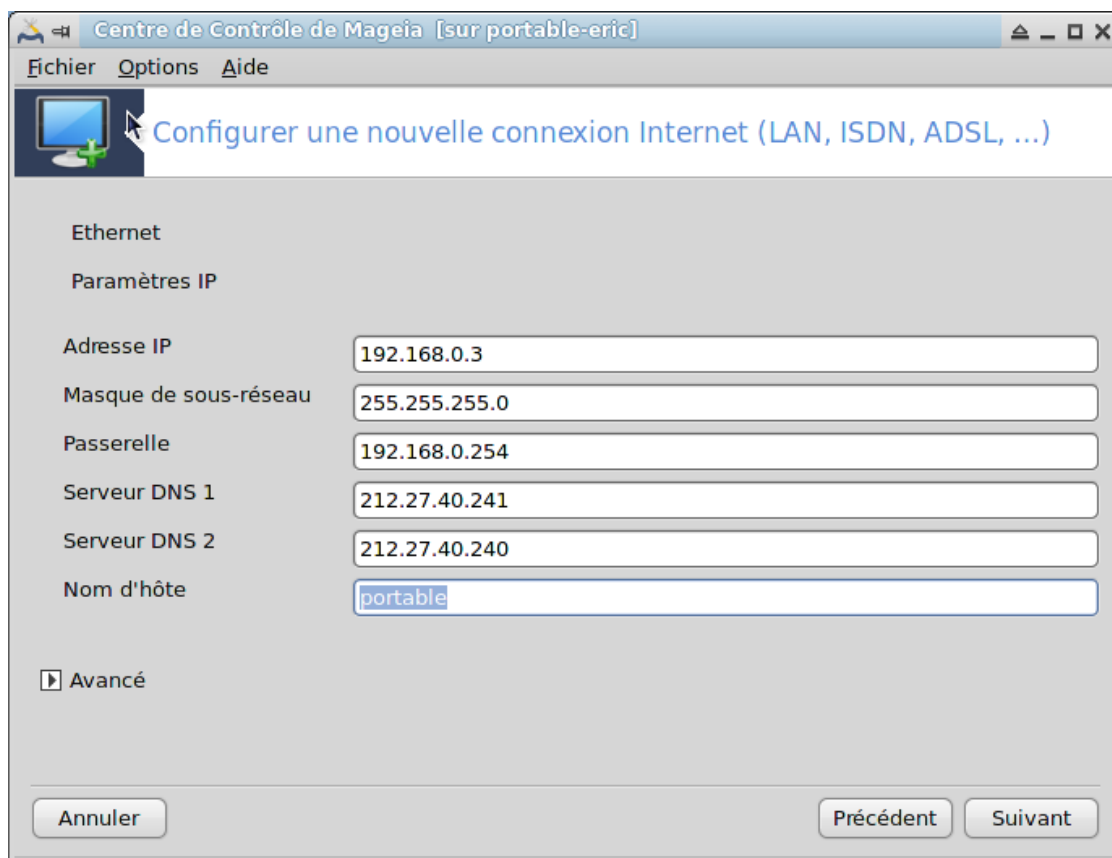 Centre de Contrôle de Mageia [sur portable-eric]
Fichier Options Aide
Configurer une nouvelle connexion Internet (LAN, ISDN, ADSL, ...)
Ethernet
Paramètres IP
Adresse IP 192.168.0.3
Masque de sous-réseau 255.255.255.0
Passerelle 192.168.0.254
Serveur DNS 1 212.27.40.241
Serveur DNS 2 212.27.40.240
Nom d'hôte portable
Avancé
Annuler Précédent Suivant